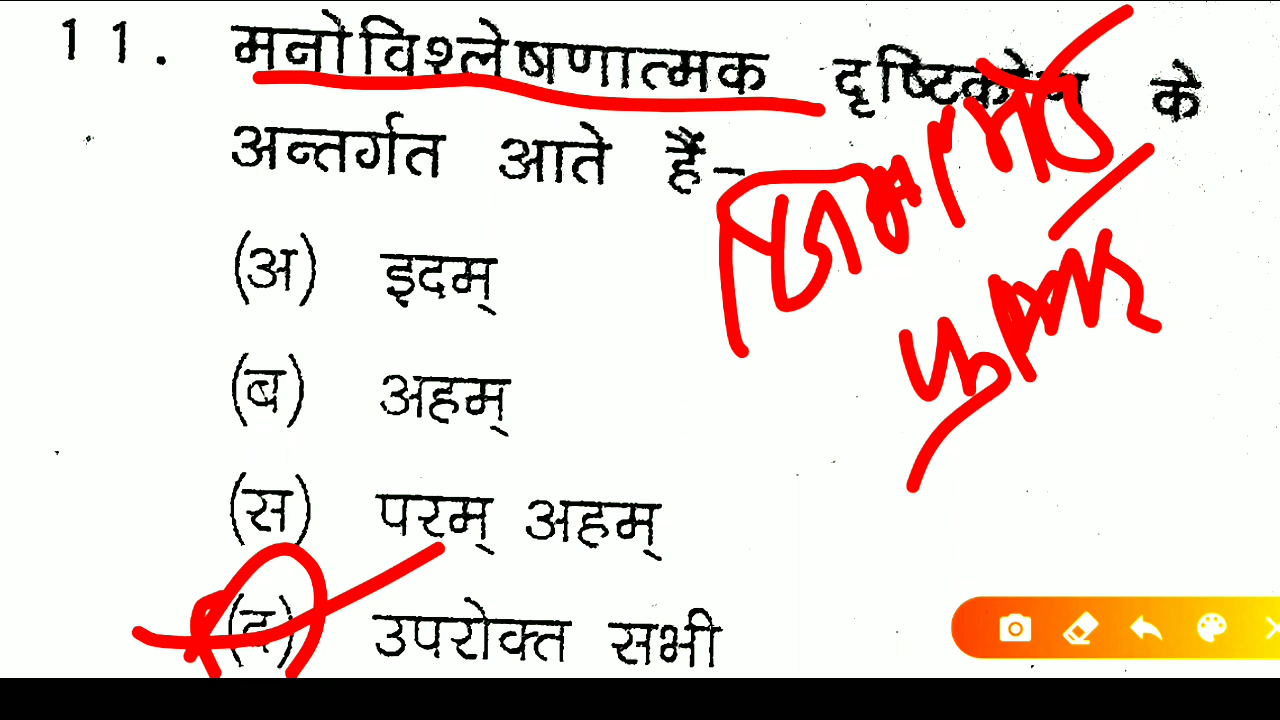 11. मनोविश्लेषणात्मक दृष्टिकोण के
अन्तर्गत आते हैं-
(अ) इदम्
(ब) अहम्
(स) परम् अहम्
(द) उपरोक्त सभी